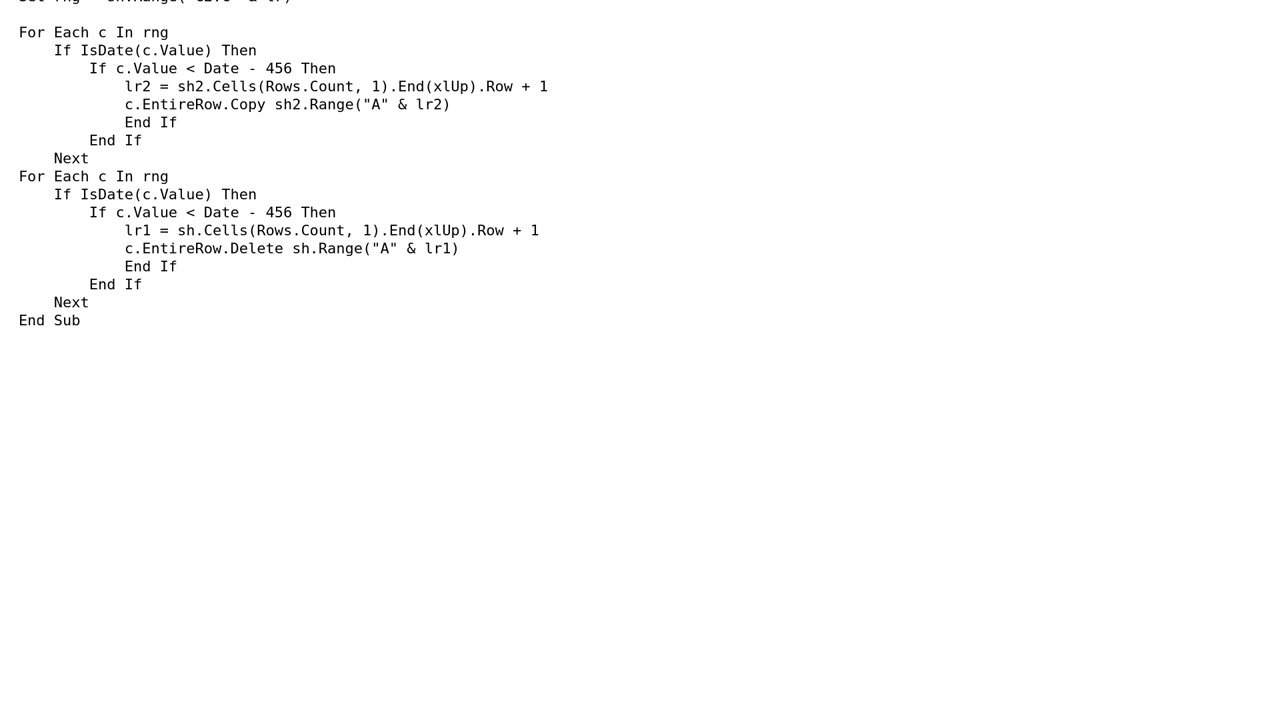 For Each c In rng
    If IsDate(c.Value) Then
        If c.Value < Date - 456 Then
            lr2 = sh2.Cells(Rows.Count, 1).End(xlUp).Row + 1
            c.EntireRow.Copy sh2.Range("A" & lr2)
            End If
        End If
    Next
For Each c In rng
    If IsDate(c.Value) Then
        If c.Value < Date - 456 Then
            lr1 = sh.Cells(Rows.Count, 1).End(xlUp).Row + 1
            c.EntireRow.Delete sh.Range("A" & lr1)
            End If
        End If
    Next
End Sub